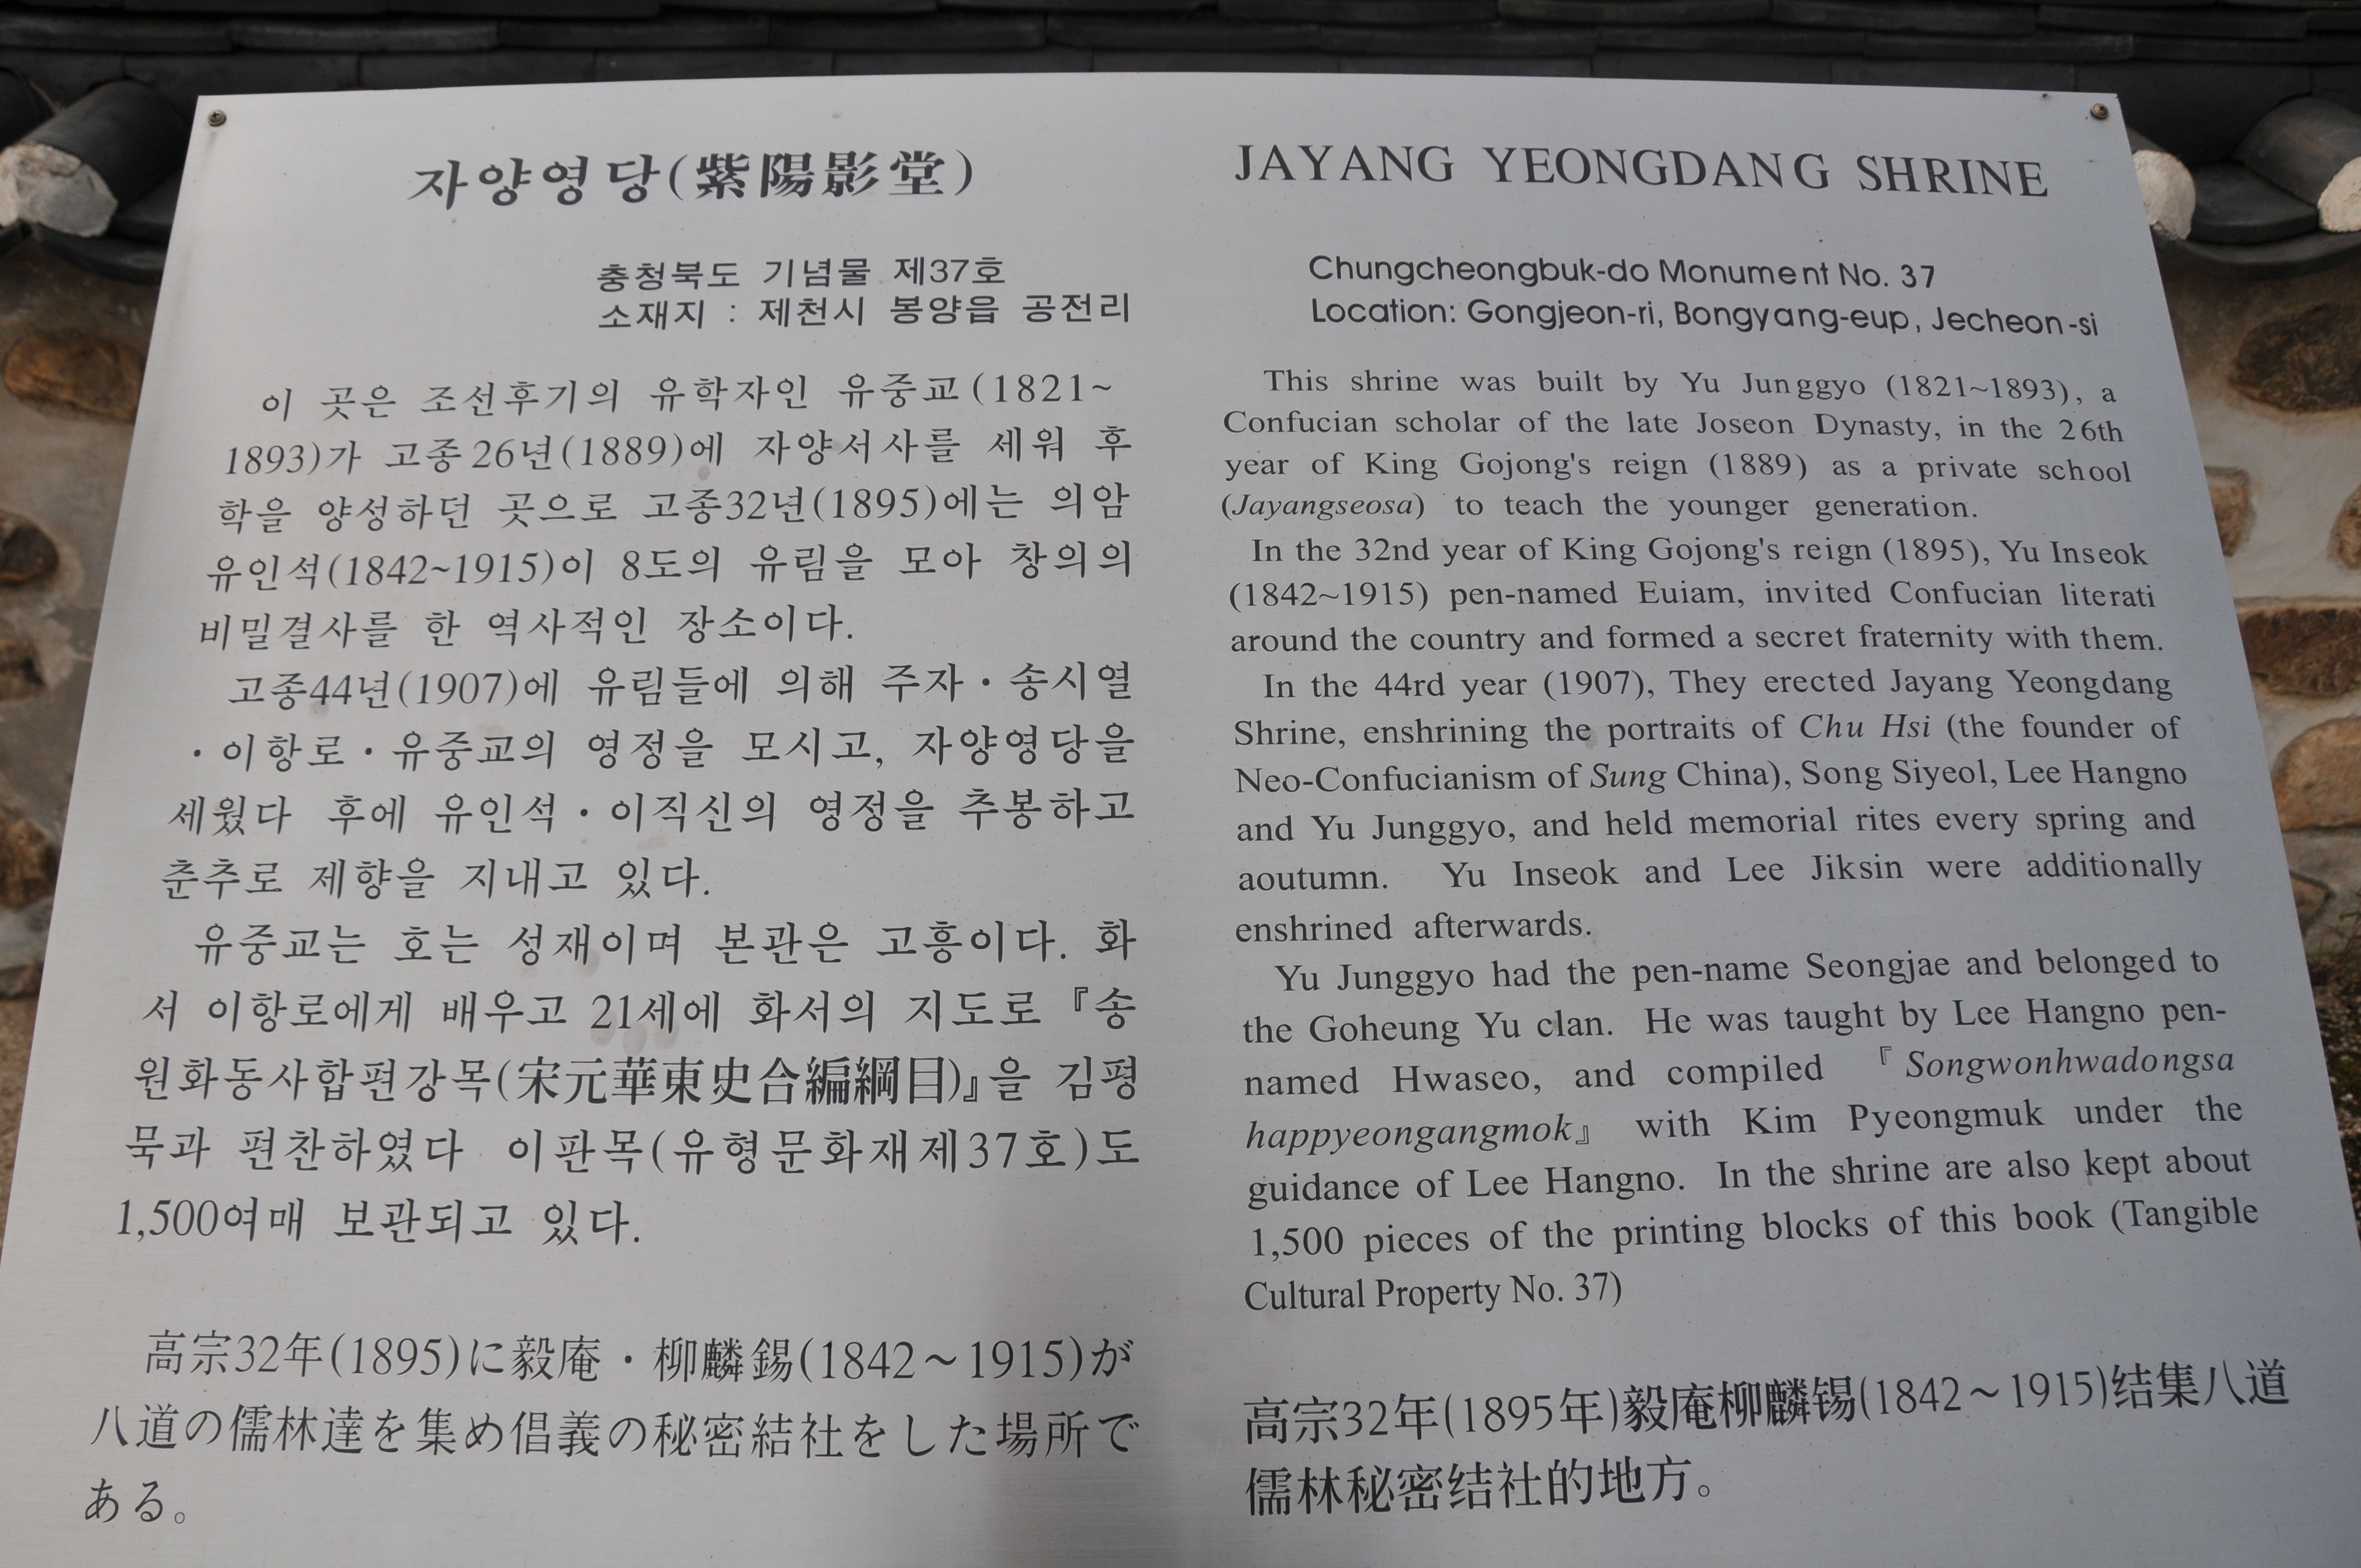 자양영당(紫陽影堂)
충청북도 기념물 제37호
소재지 : 제천시 봉양읍 공전리
이 곳은 조선후기의 유학자인 유중교(1821~
1893)가 고종26년(1889)에 자양서사를 세워 후
학을 양성하던 곳으로 고종32년(1895)에는 의암
유인석(1842~1915)이 8도의 유림을 모아 창의의
비밀결사를 한 역사적인 장소이다.
고종44년(1907)에 유림들에 의해 주자·송시열
·이항로·유중교의 영정을 모시고, 자양영당을
세웠다 후에 유인석·이직신의 영정을 추봉하고
춘추로 제향을 지내고 있다.
유중교는 호는 성재이며 본관은 고흥이다. 화
서 이항로에게 배우고 21세에 화서의 지도로 『송
원화동사합편강목(宋元華東史合編綱目)』을 김평
묵과 편찬하였다 이판목(유형문화재제37호)도
1,500여매 보관되고 있다.
高宗32年(1895)に毅庵・柳麟錫(1842～1915)が
八道の儒林達を集め倡義の秘密結社をした場所で
ある。
JAYANG YEONGDANG SHRINE
Chungcheongbuk-do Monument No. 37
Location: Gongjeon-ri, Bongyang-eup, Jecheon-si
This shrine was built by Yu Junggyo (1821~1893), a
Confucian scholar of the late Joseon Dynasty, in the 26th
year of King Gojong's reign (1889) as a private school
(Jayangseosa) to teach the younger generation.
In the 32nd year of King Gojong's reign (1895), Yu Inseok
(1842~1915) pen-named Euiam, invited Confucian literati
around the country and formed a secret fraternity with them.
In the 44rd year (1907), They erected Jayang Yeongdang
Shrine, enshrining the portraits of Chu Hsi (the founder of
Neo-Confucianism of Sung China), Song Siyeol, Lee Hangno
and Yu Junggyo, and held memorial rites every spring and
aoutumn. Yu Inseok and Lee Jiksin were additionally
enshrined afterwards.
Yu Junggyo had the pen-name Seongjae and belonged to
the Goheung Yu clan. He was taught by Lee Hangno pen-
named Hwaseo, and compiled 『Songwonhwadongsa
happyeongangmok』 with Kim Pyeongmuk under the
guidance of Lee Hangno. In the shrine are also kept about
1,500 pieces of the printing blocks of this book (Tangible
Cultural Property No. 37)
高宗32年(1895年)毅庵柳麟锡(1842～1915)结集八道
儒林秘密结社的地方。